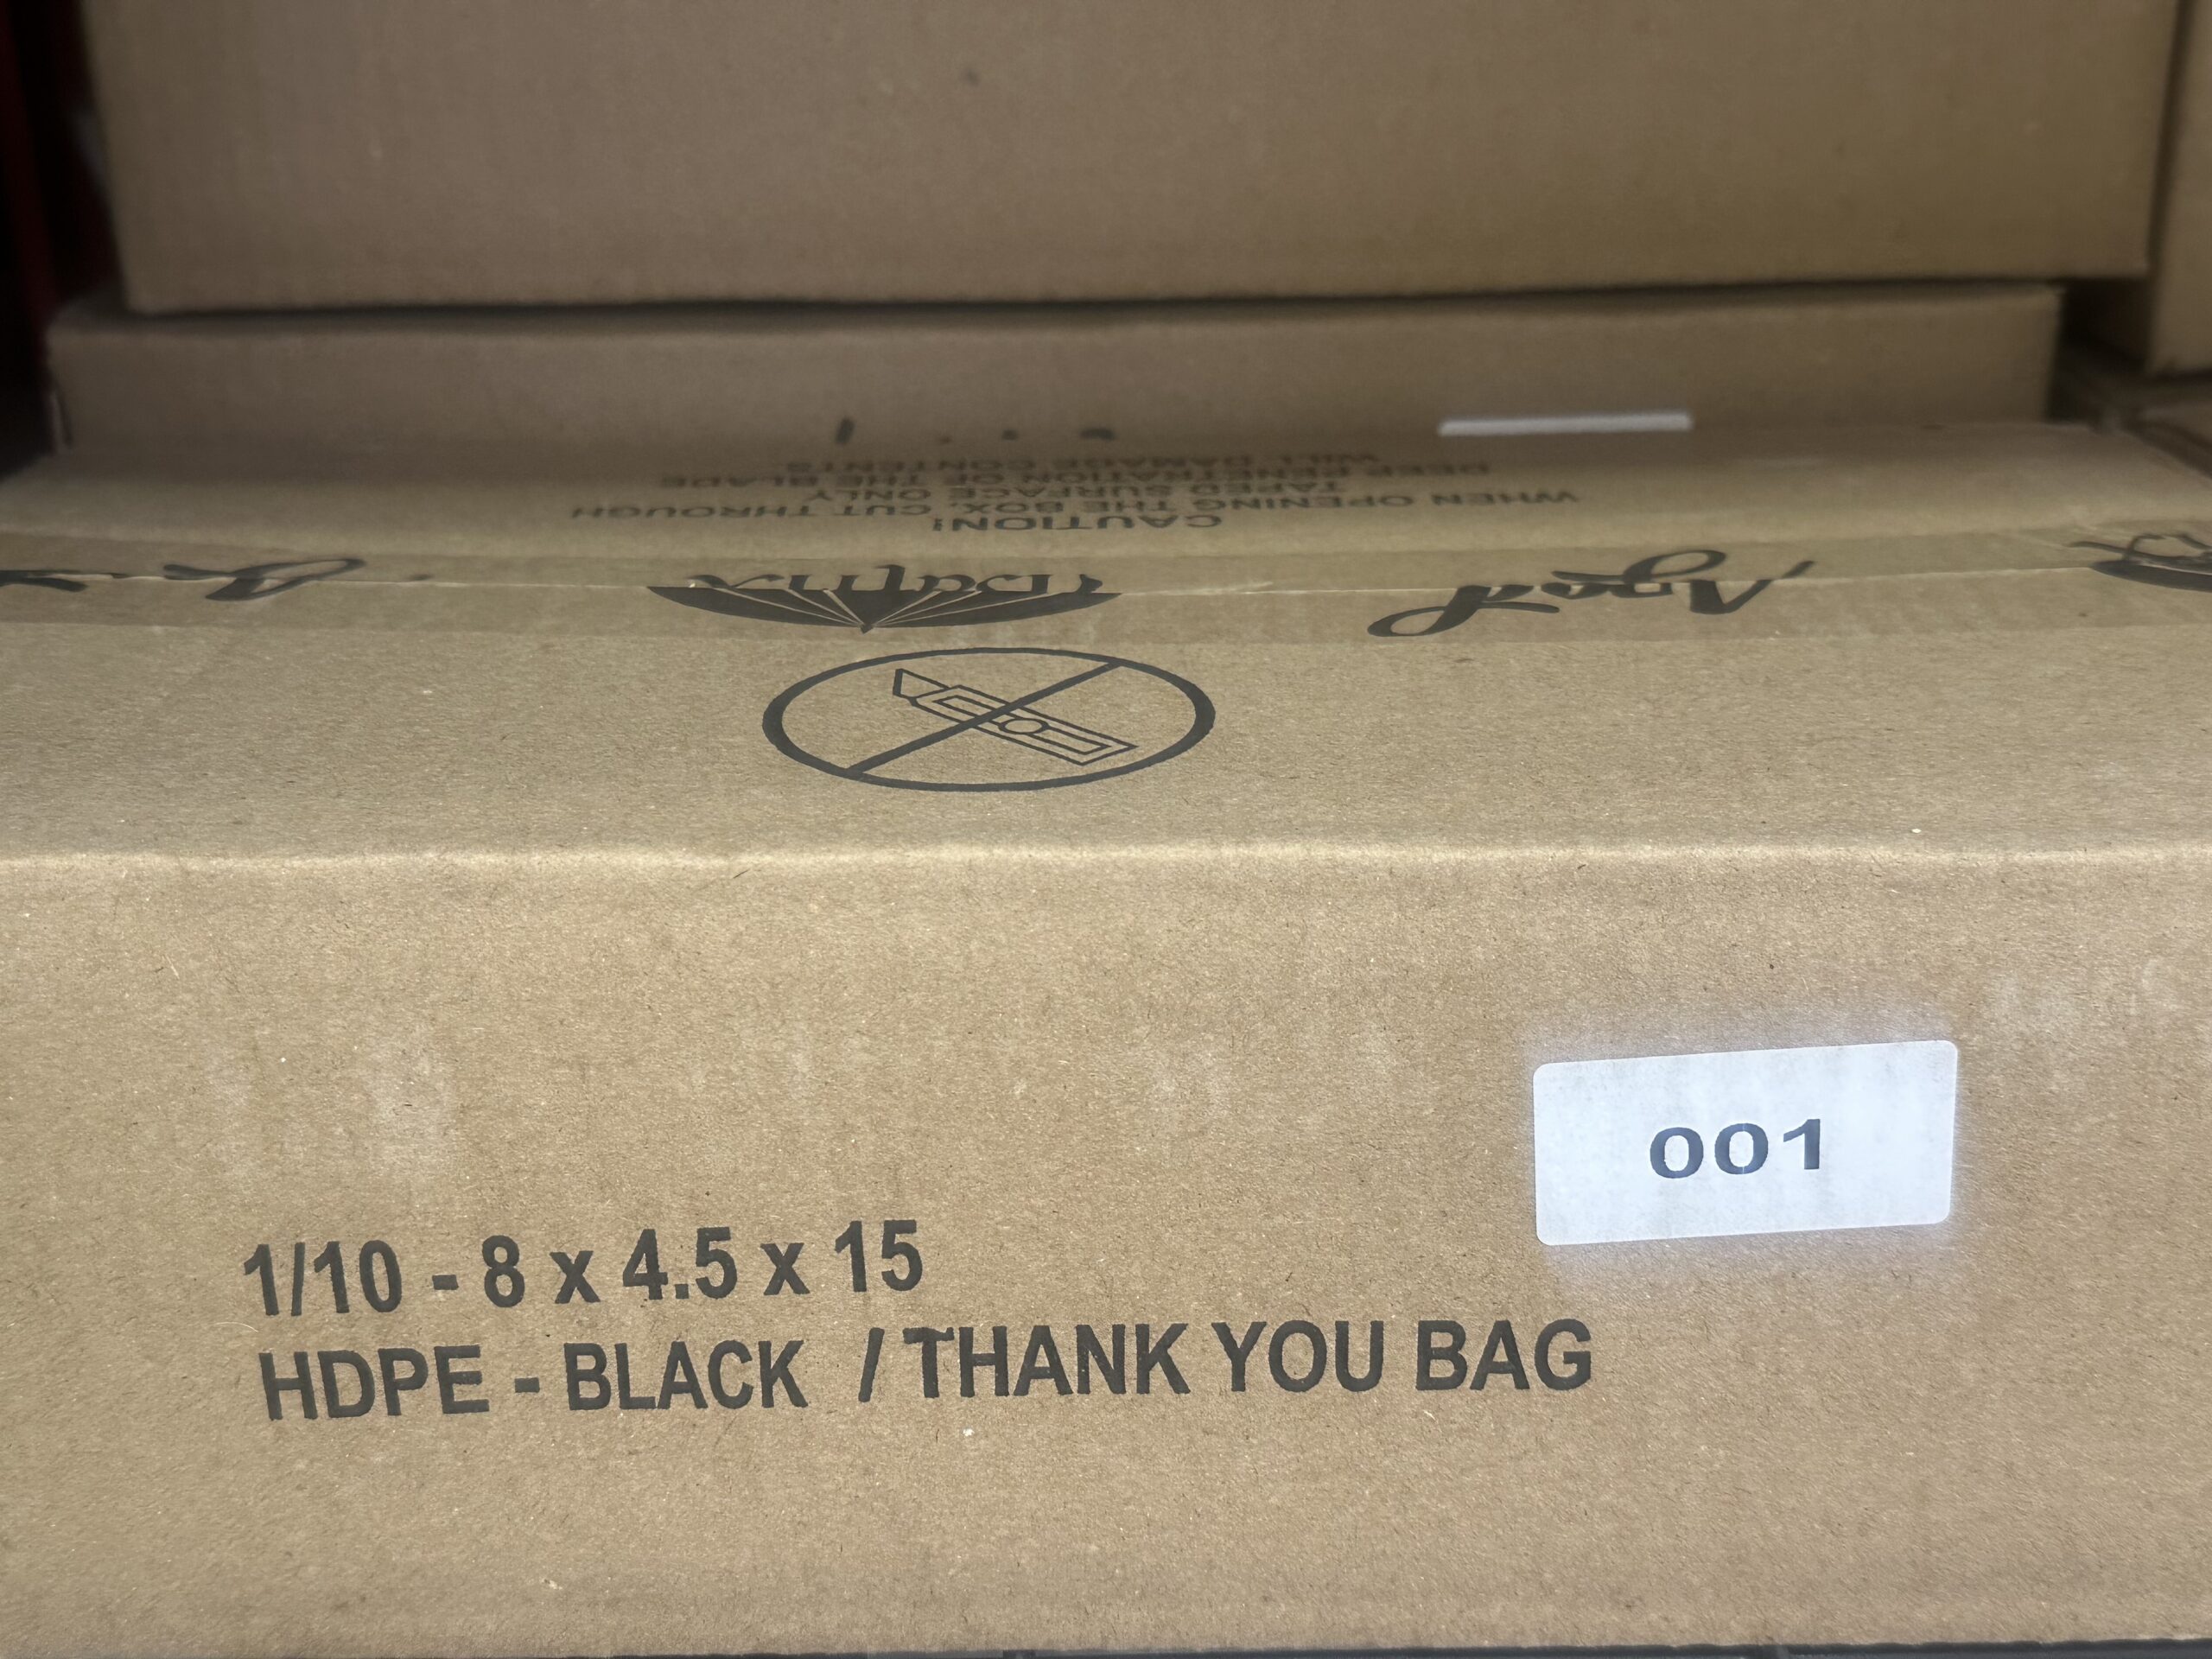 CAUTION!
WHEN OPENING THE BOX, CUT THROUGH
TAPED SURFACE ONLY
DEEP PENETRATION OF THE BLADE
WILL DAMAGE CONTENTS
001
1/10 - 8 x 4.5 x 15
HDPE - BLACK / THANK YOU BAG